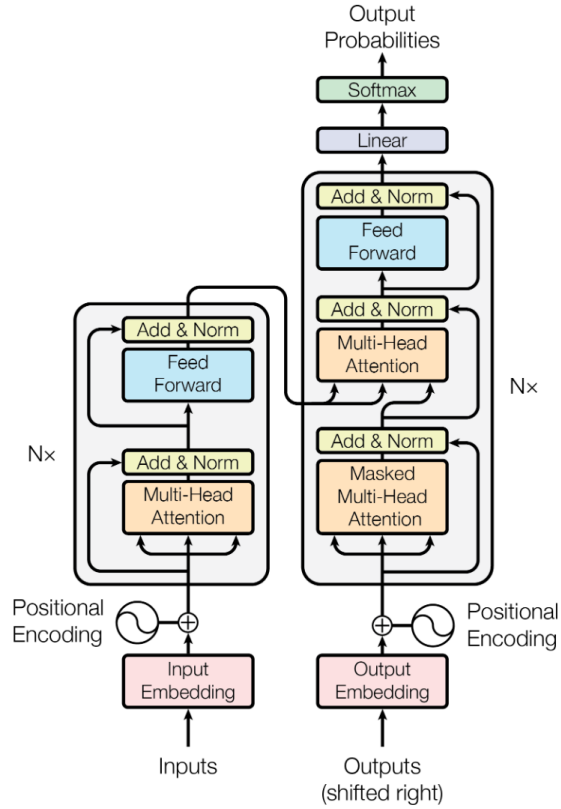 Output
Probabilities
Softmax
Linear
Add & Norm
Feed
Forward
Add & Norm
Multi-Head
Attention
Add & Norm
Masked
Multi-Head
Attention
N×
Add & Norm
Feed
Forward
Add & Norm
Multi-Head
Attention
N×
Positional
Encoding
Positional
Encoding
Input
Embedding
Output
Embedding
Inputs
Outputs
(shifted right)